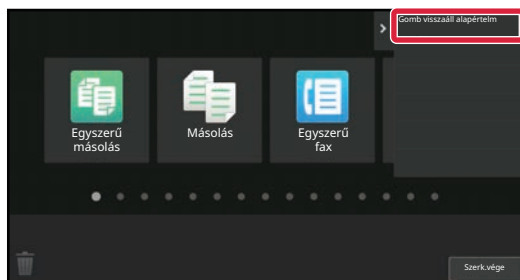 Gomb visszaáll alapértelm
Egyszerű
másolás
Másolás
Egyszerű
fax
Szerk.vége